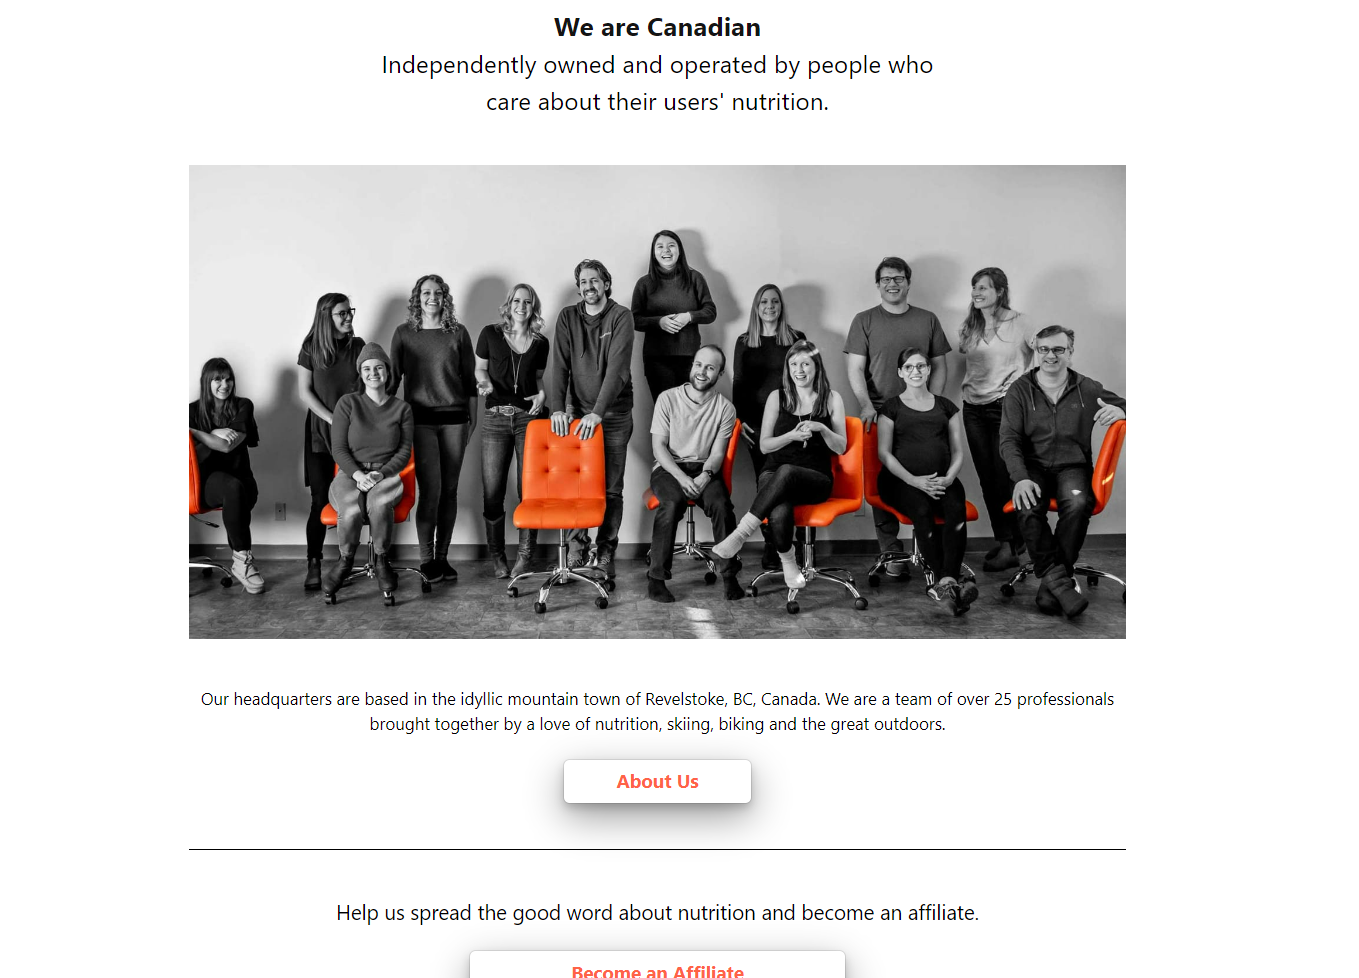 We are Canadian
Independently owned and operated by people who
care about their users' nutrition.
Our headquarters are based in the idyllic mountain town of Revelstoke, BC, Canada. We are a team of over 25 professionals
brought together by a love of nutrition, skiing, biking and the great outdoors.
About Us
Help us spread the good word about nutrition and become an affiliate.
Become an Affiliate